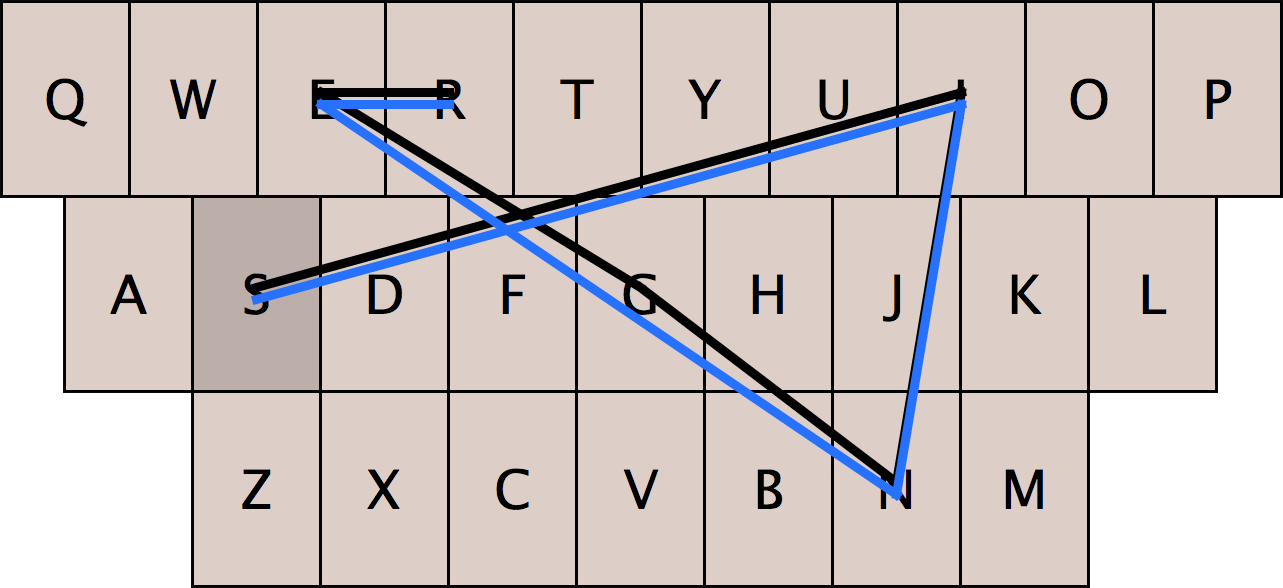 Q W E R T Y U I O P
A S D F G H J K L
Z X C V B N M